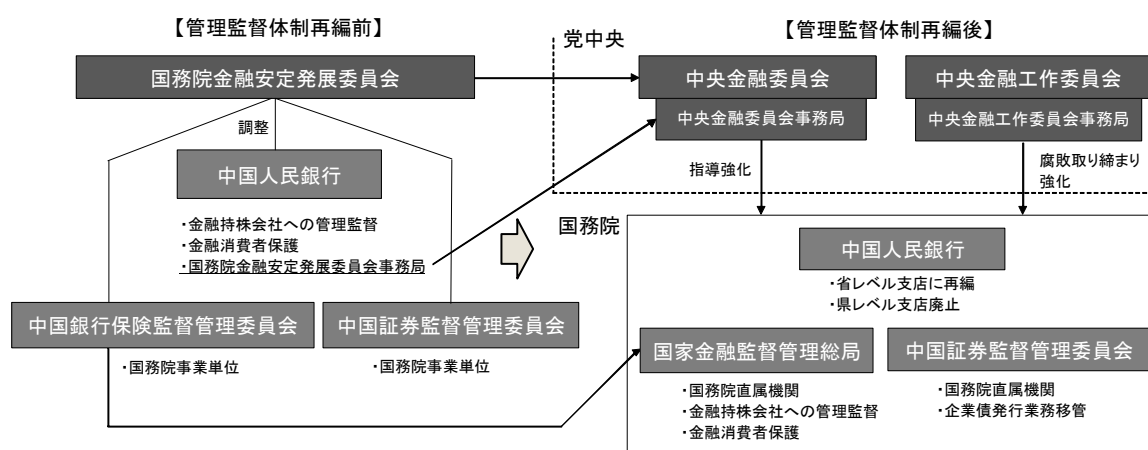 【管理監督体制再編前】
国務院金融安定発展委員会
調整
中国人民銀行
・金融持株会社への管理監督
・金融消費者保護
・国務院金融安定発展委員会事務局
中国銀行保険監督管理委員会
・国務院事業単位
中国証券監督管理委員会
・国務院事業単位
党中央
【管理監督体制再編後】
中央金融委員会
中央金融委員会事務局
中央金融工作委員会
中央金融工作委員会事務局
指導強化
腐敗取り締まり
強化
国務院
中国人民銀行
・省レベル支店に再編
・県レベル支店廃止
国家金融監督管理総局
・国務院直属機関
・金融持株会社への管理監督
・金融消費者保護
中国証券監督管理委員会
・国務院直属機関
・企業債発行業務移管